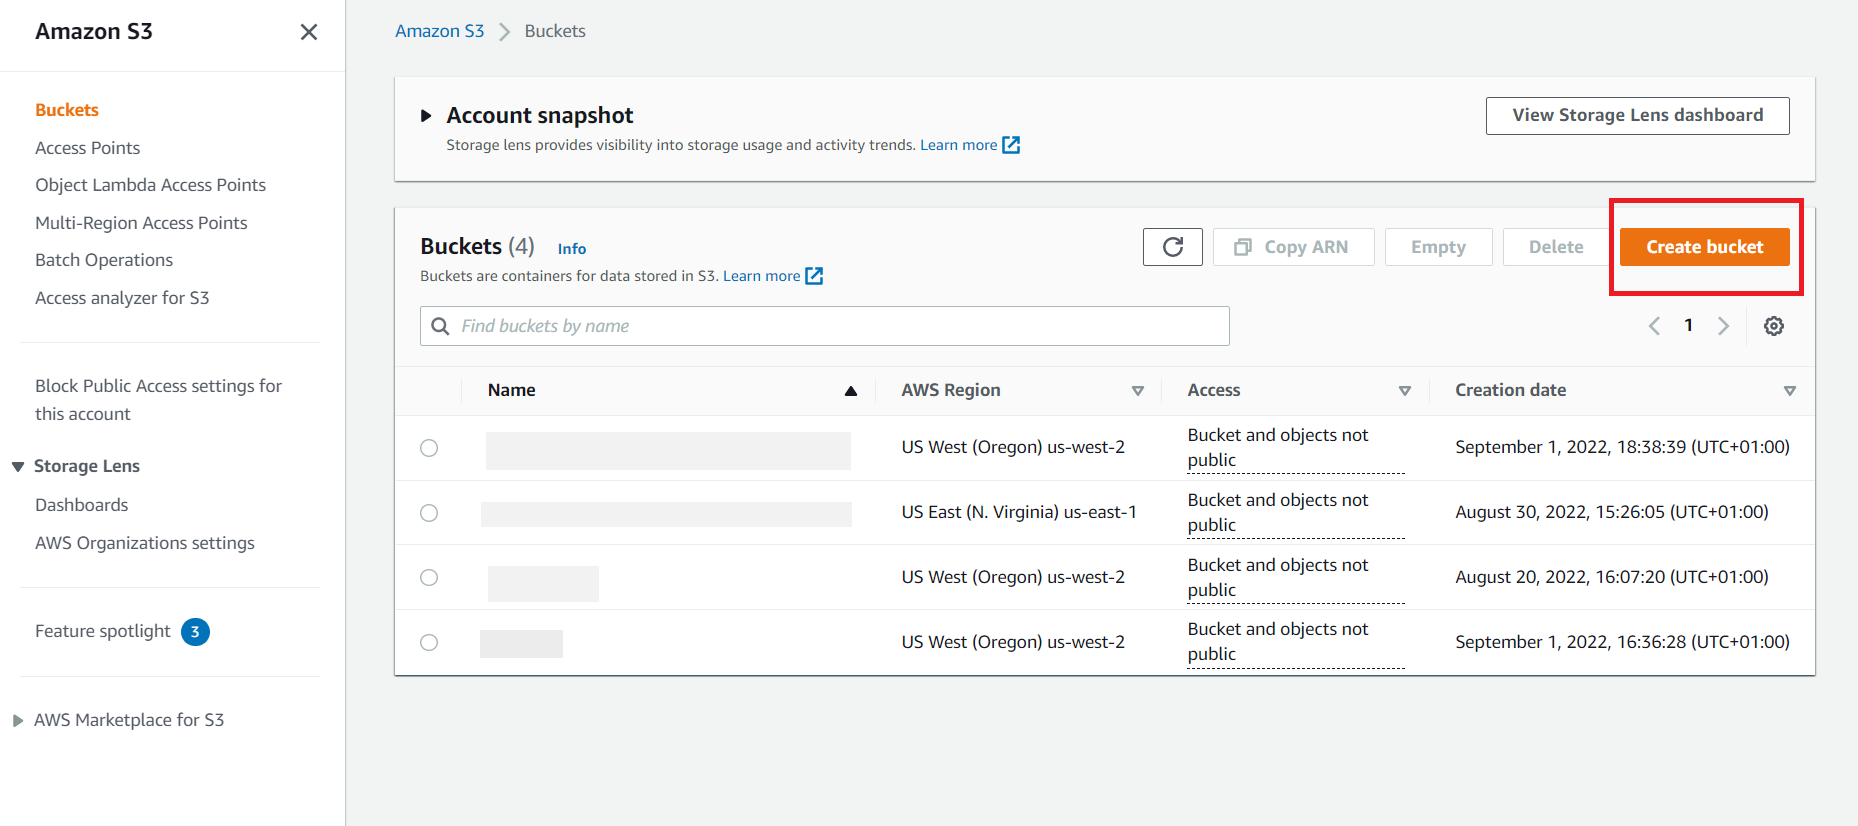 Amazon S3
Buckets
Access Points
Object Lambda Access Points
Multi-Region Access Points
Batch Operations
Access analyzer for S3
Block Public Access settings for
this account
Storage Lens
Dashboards
AWS Organizations settings
Feature spotlight 3
AWS Marketplace for S3
Amazon S3 Buckets
Account snapshot
Storage lens provides visibility into storage usage and activity trends. Learn more
View Storage Lens dashboard
Buckets (4) Info
Buckets are containers for data stored in S3. Learn more
Copy ARN Empty Delete Create bucket
Find buckets by name
1
Name AWS Region Access Creation date
US West (Oregon) us-west-2 Bucket and objects not September 1, 2022, 18:38:39 (UTC+01:00)
public
US East (N. Virginia) us-east-1 Bucket and objects not August 30, 2022, 15:26:05 (UTC+01:00)
public
US West (Oregon) us-west-2 Bucket and objects not August 20, 2022, 16:07:20 (UTC+01:00)
public
US West (Oregon) us-west-2 Bucket and objects not September 1, 2022, 16:36:28 (UTC+01:00)
public